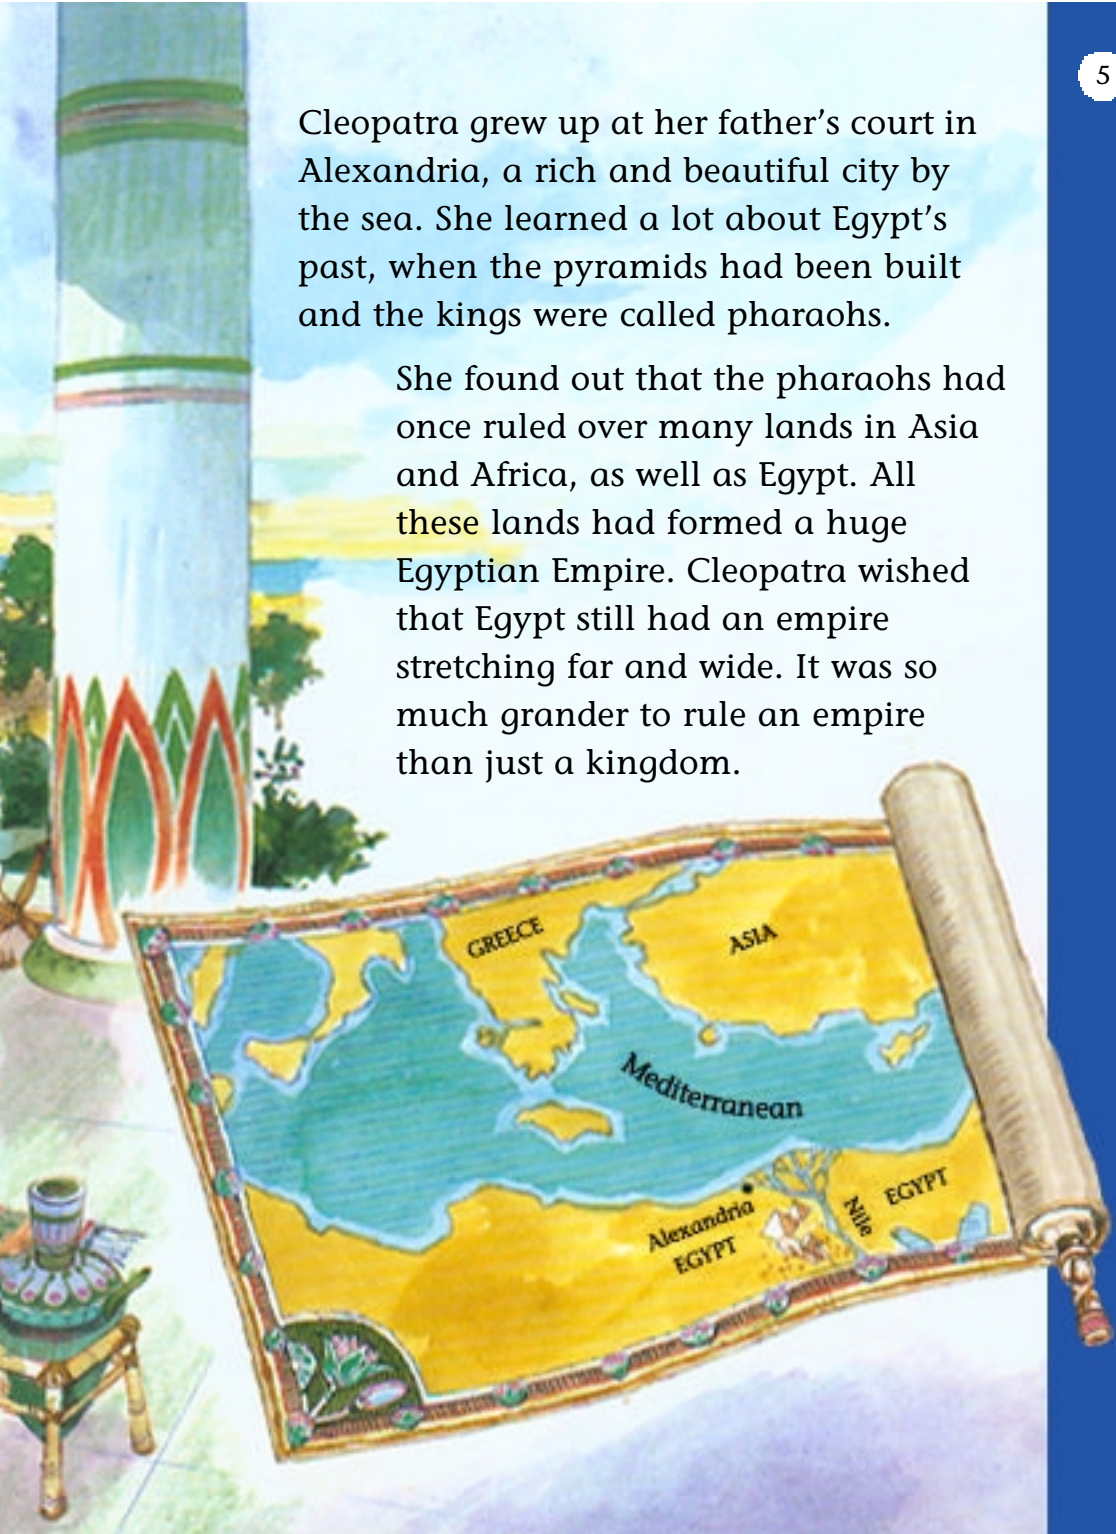 5
Cleopatra grew up at her father’s court in
Alexandria, a rich and beautiful city by
the sea. She learned a lot about Egypt’s
past, when the pyramids had been built
and the kings were called pharaohs.
She found out that the pharaohs had
once ruled over many lands in Asia
and Africa, as well as Egypt. All
these lands had formed a huge
Egyptian Empire. Cleopatra wished
that Egypt still had an empire
stretching far and wide. It was so
much grander to rule an empire
than just a kingdom.
GREECE
ASIA
Mediterranean
Alexandria
EGYPT
Nile
EGYPT